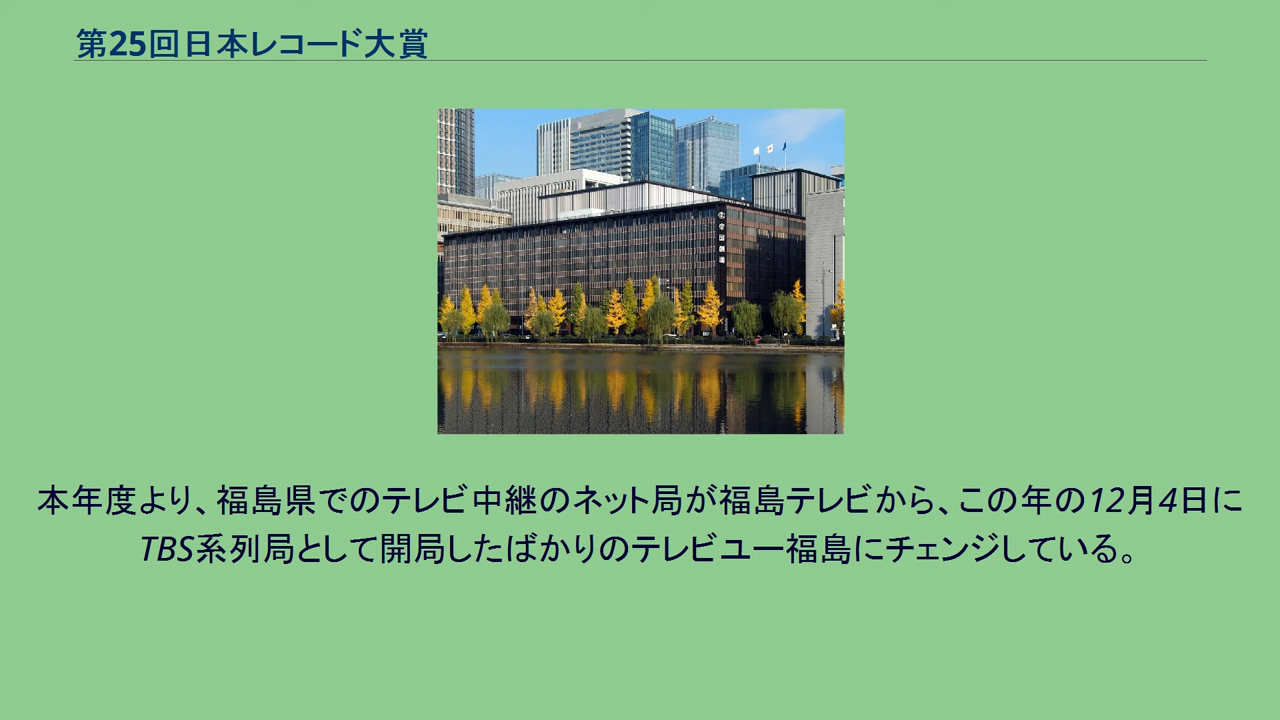 第25回日本レコード大賞
帝国劇場
本年度より、福島県でのテレビ中継のネット局が福島テレビから、この年の12月4日に
TBS系列局として開局したばかりのテレビユー福島にチェンジしている。